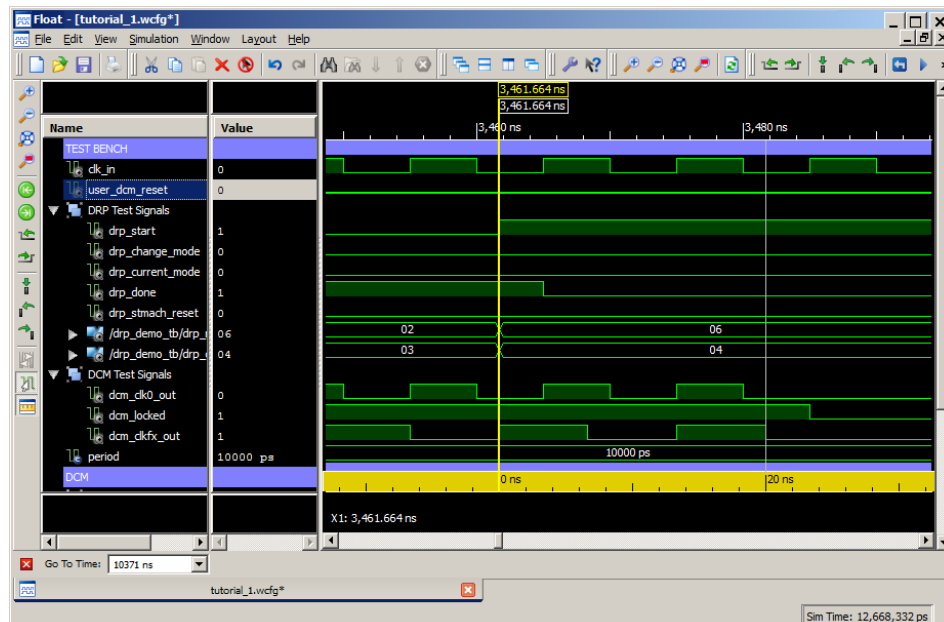 Float - [tutorial_1.wcfg*]
File Edit View Simulation Window Layout Help
3,461.664 ns
3,461.664 ns
Name Value
3,460 ns 3,480 ns
TEST BENCH
clk_in 0
user_dcm_reset 0
DRP Test Signals
drp_start 1
drp_change_mode 0
drp_current_mode 0
drp_done 1
drp_stmach_reset 0
/drp_demo_tb/drp_ 06 02 06
/drp_demo_tb/drp_ 04 03 04
DCM Test Signals
dcm_clk0_out 0
dcm_locked 1
dcm_clkfx_out 1
period 10000 ps 10000 ps
DCM
0 ns 20 ns
X1: 3,461.664 ns
Go To Time: 10371 ns
tutorial_1.wcfg*
Sim Time: 12,668,332 ps